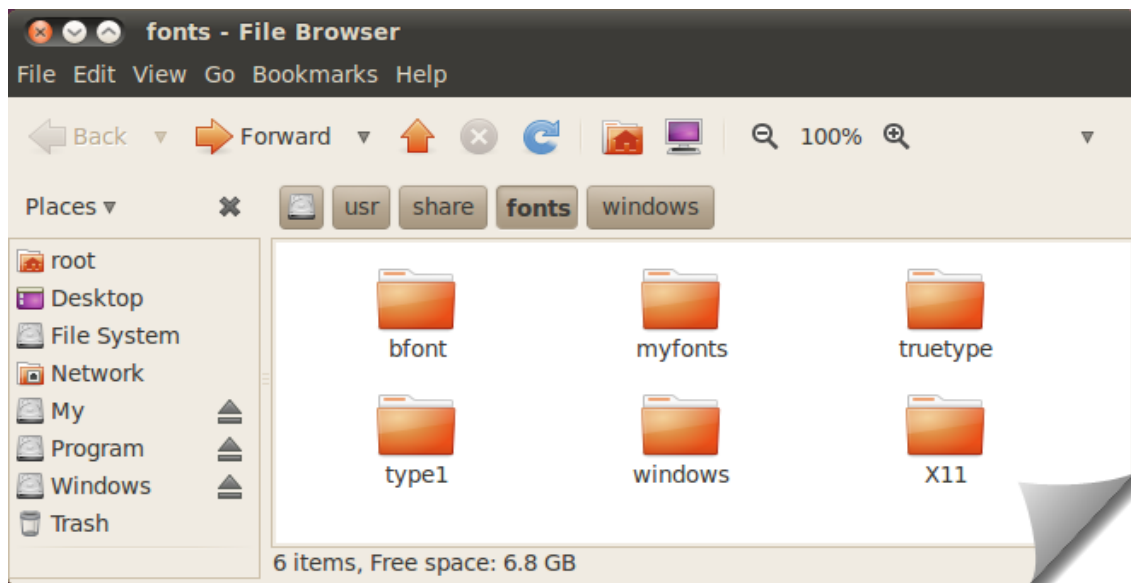 fonts - File Browser
File Edit View Go Bookmarks Help
Back Forward 100%
Places usr share fonts windows
root
Desktop
File System
Network
My
Program
Windows
Trash
bfont myfonts truetype
type1 windows X11
6 items, Free space: 6.8 GB